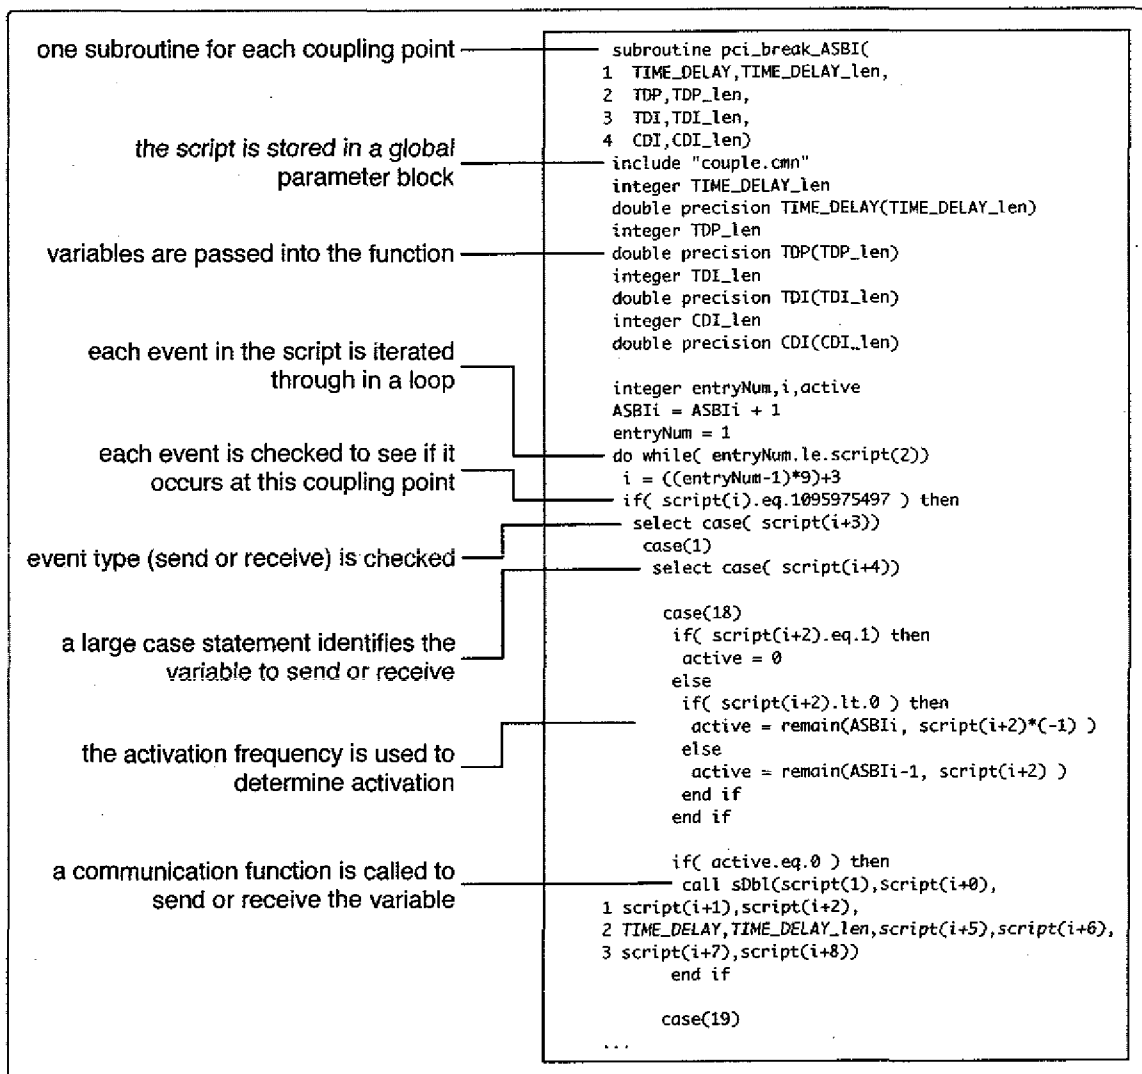 one subroutine for each coupling point
the script is stored in a global
parameter block
variables are passed into the function
each event in the script is iterated
through in a loop
each event is checked to see if it
occurs at this coupling point
event type (send or receive) is checked
a large case statement identifies the
variable to send or receive
the activation frequency is used to
determine activation
a communication function is called to
send or receive the variable
subroutine pci_break_ASBI(
1 TIME_DELAY,TIME_DELAY_len,
2 TDP,TDP_len,
3 TDI,TDI_len,
4 CDI,CDI_len)
include "couple.cmn"
integer TIME_DELAY_len
double precision TIME_DELAY(TIME_DELAY_len)
integer TDP_len
double precision TDP(TDP_len)
integer TDI_len
double precision TDI(TDI_len)
integer CDI_len
double precision CDI(CDI_len)
integer entryNum,i,active
ASBIi = ASBIi + 1
entryNum = 1
do while( entryNum.le.script(2))
i = ((entryNum-1)*9)+3
if( script(i).eq.1095975497 ) then
select case( script(i+3))
case(1)
select case( script(i+4))
case(18)
if( script(i+2).eq.1) then
active = 0
else
if( script(i+2).lt.0 ) then
active = remain(ASBIi, script(i+2)*(-1) )
else
active = remain(ASBIi-1, script(i+2) )
end if
end if
if( active.eq.0 ) then
call sDbl(script(1),script(i+0),
1 script(i+1),script(i+2),
2 TIME_DELAY,TIME_DELAY_len,script(i+5),script(i+6),
3 script(i+7),script(i+8))
end if
case(19)
...